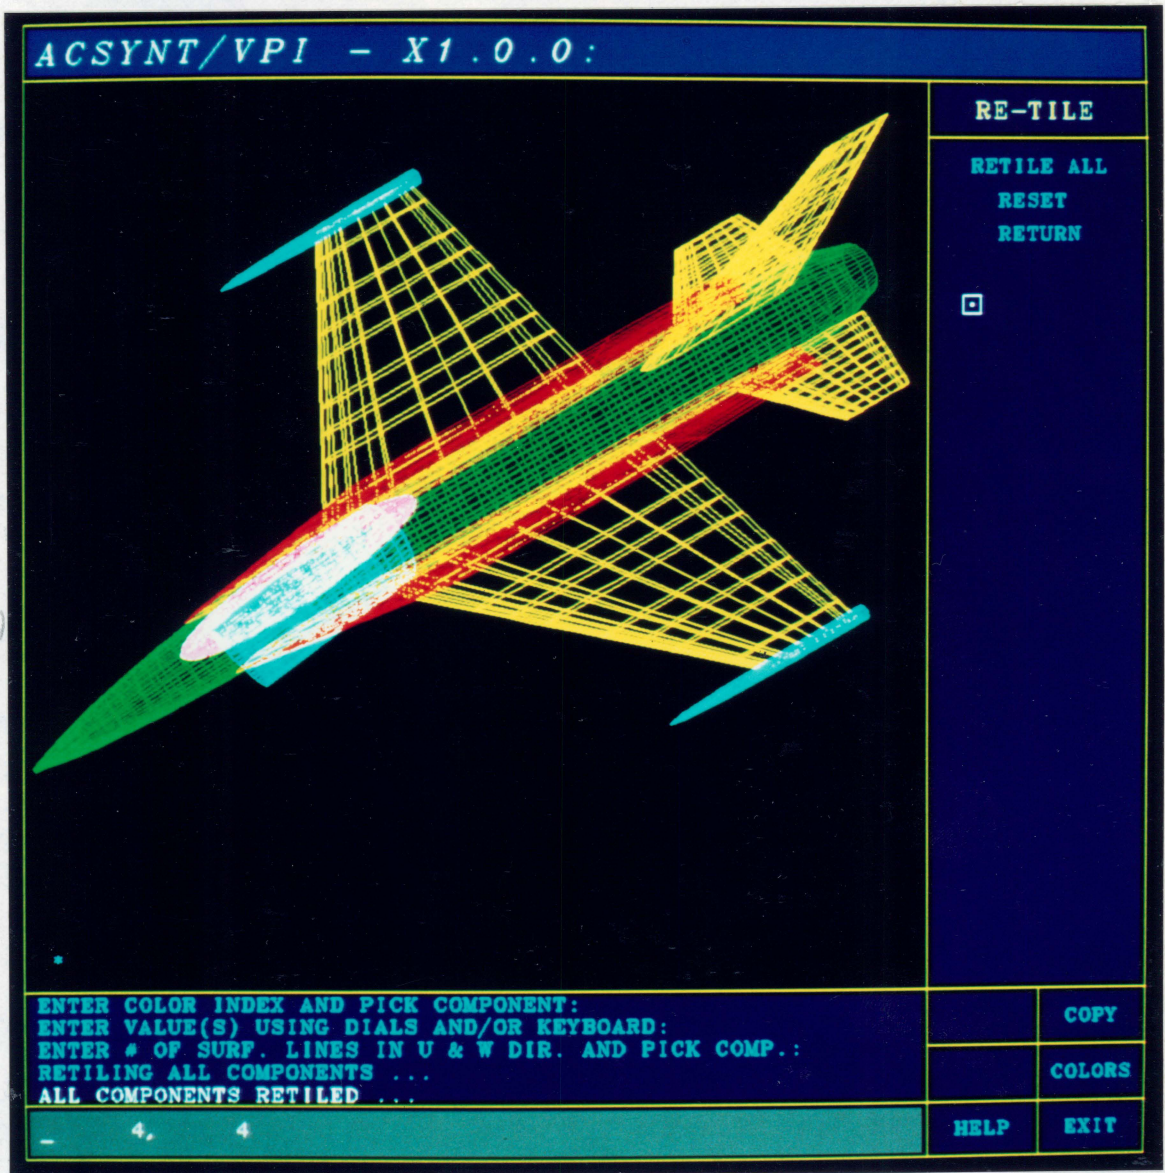 ACSYNT/VPI - X1.0.0:
RE-TILE
RETILE ALL
RESET
RETURN
*
ENTER COLOR INDEX AND PICK COMPONENT:
ENTER VALUE(S) USING DIALS AND/OR KEYBOARD:
ENTER # OF SURF. LINES IN U & W DIR. AND PICK COMP.:
RETILING ALL COMPONENTS ...
ALL COMPONENTS RETILED ...
_ 4, 4
COPY
COLORS
HELP EXIT